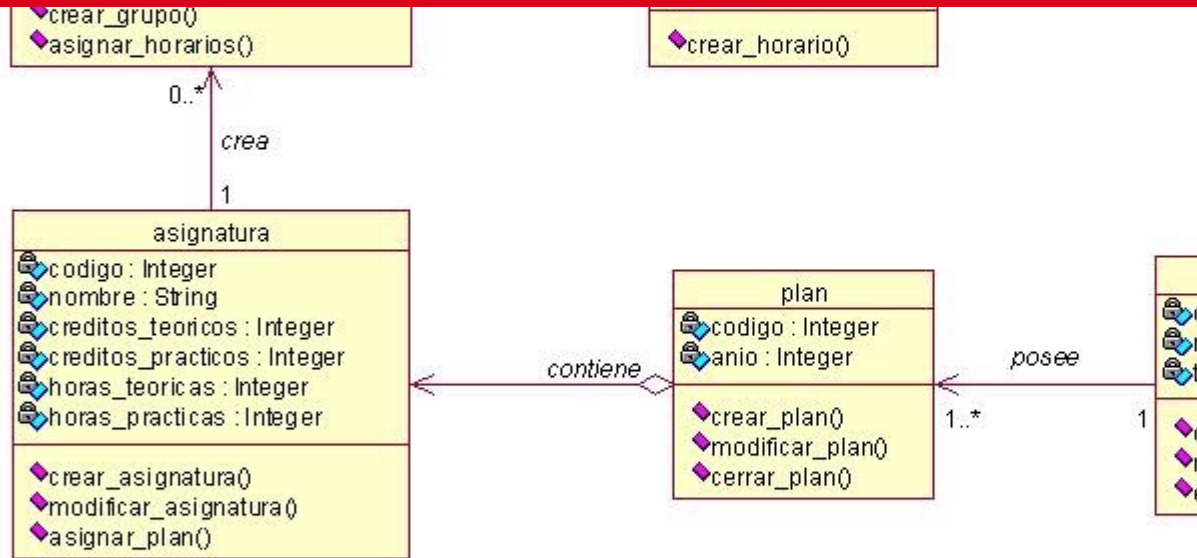 crear_grupo()
asignar_horarios()
crear_horario()
0..*
crea
1
asignatura
codigo : Integer
nombre : String
creditos_teoricos : Integer
creditos_practicos : Integer
horas_teoricas : Integer
horas_practicas : Integer
crear_asignatura()
modificar_asignatura()
asignar_plan()
contiene
plan
codigo : Integer
anio : Integer
crear_plan()
modificar_plan()
cerrar_plan()
posee
1..*
1